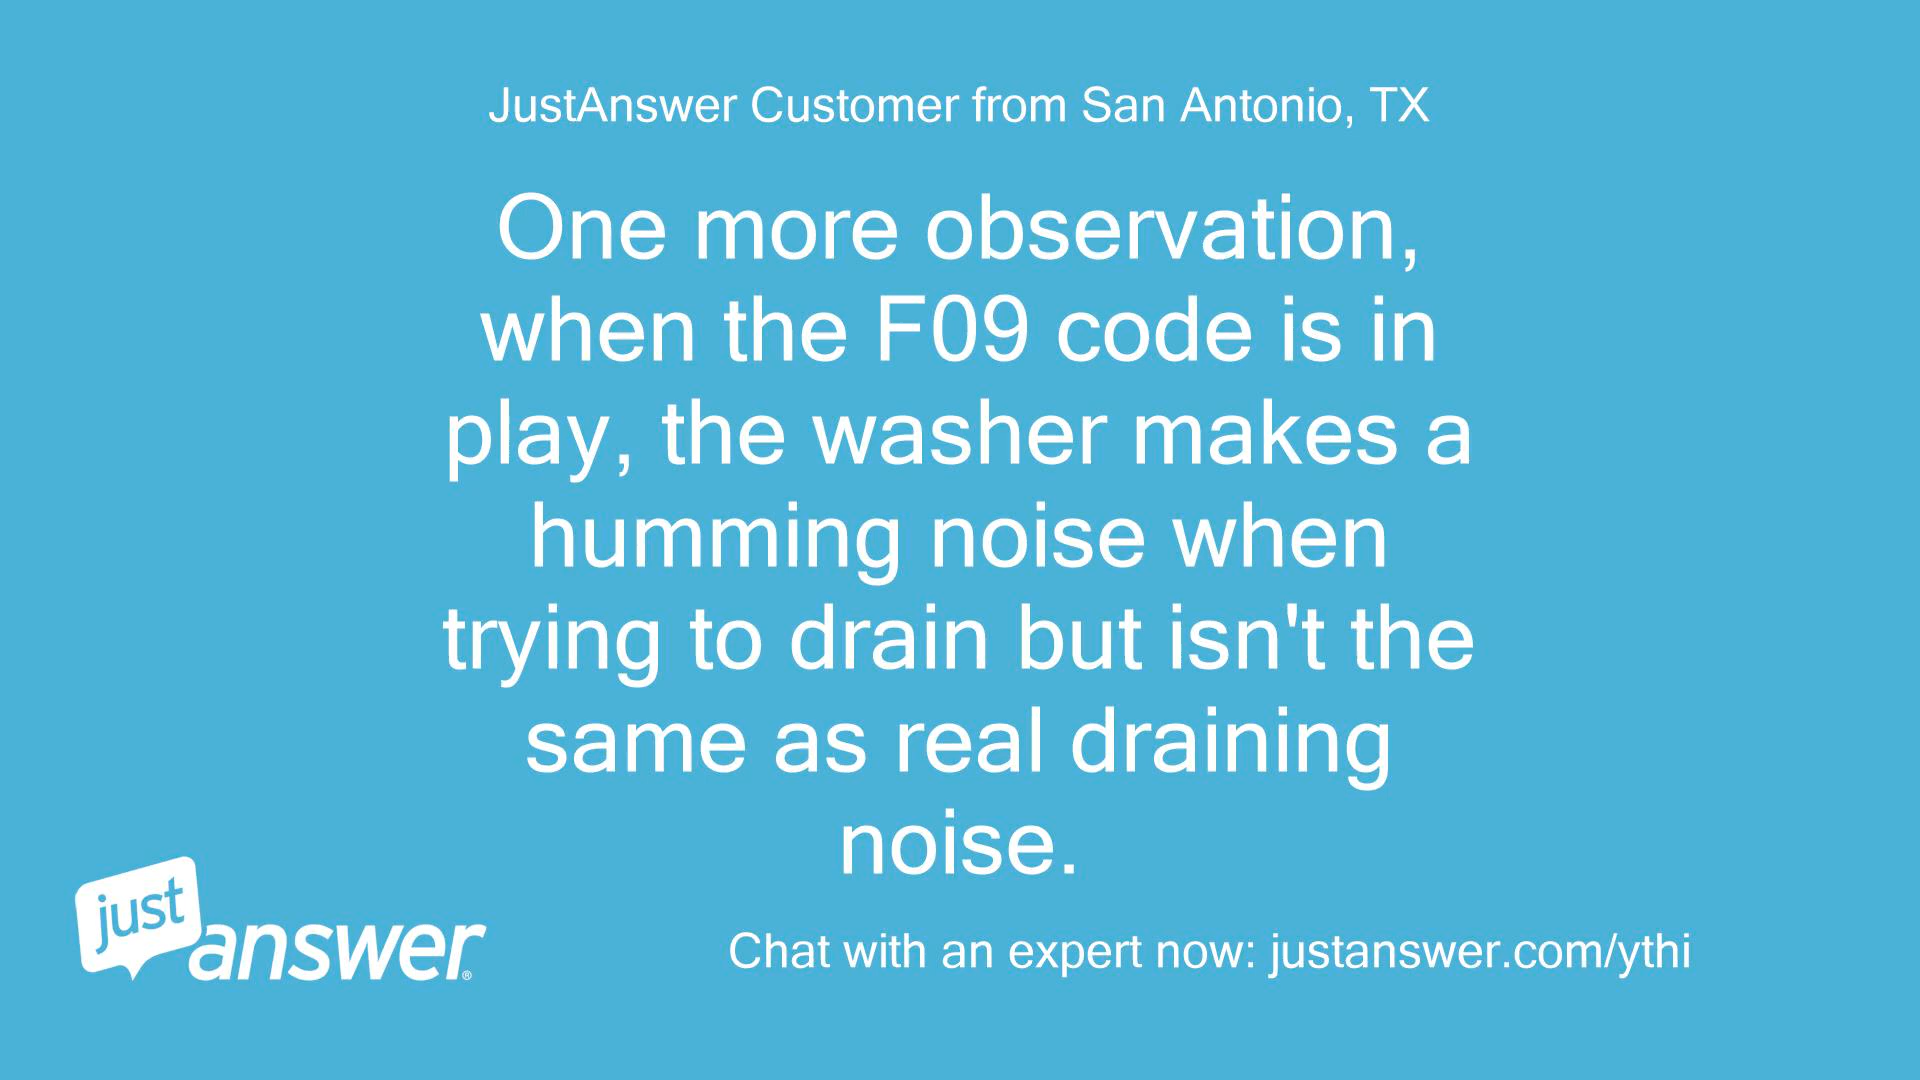 JustAnswer Customer from San Antonio, TX
One more observation,
when the F09 code is in
play, the washer makes a
humming noise when
trying to drain but isn't the
same as real draining
noise.
just
answer®
Chat with an expert now: justanswer.com/ythi